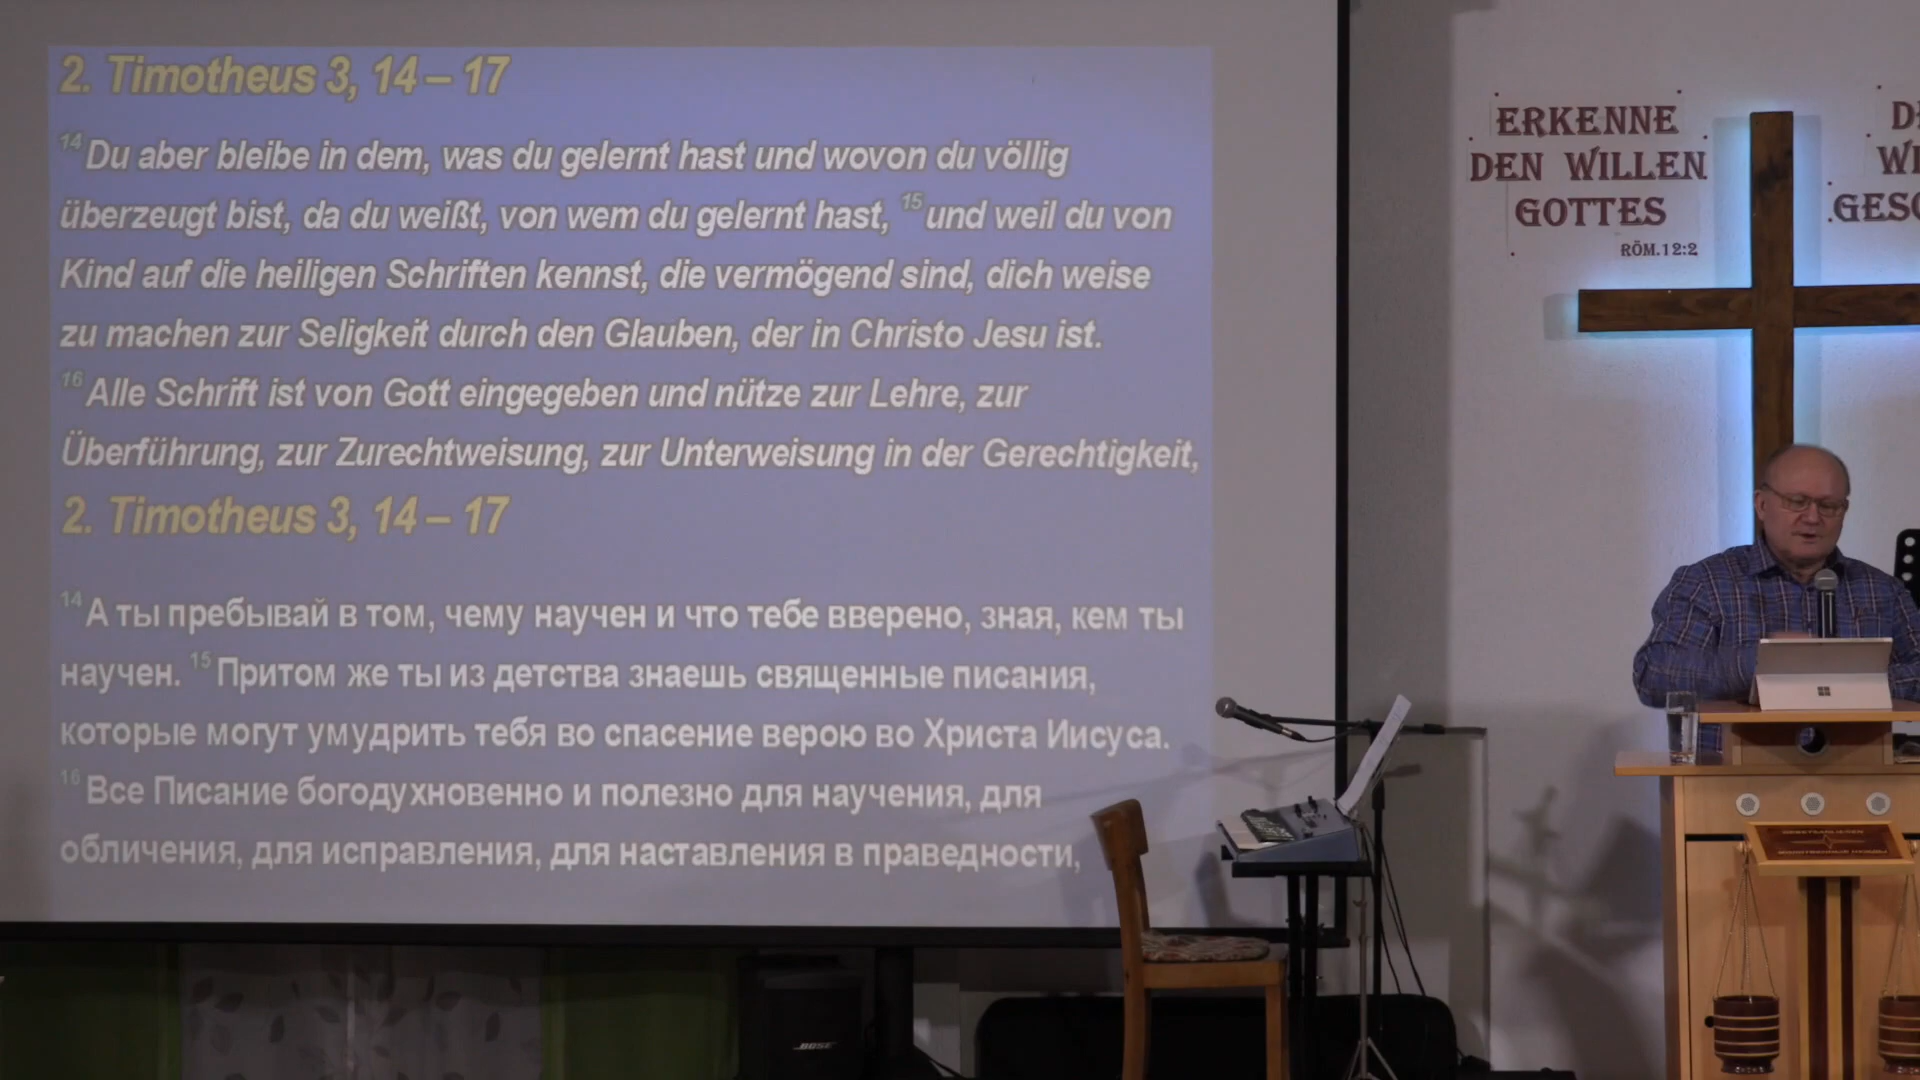 2. Timotheus 3, 14 – 17
14 Du aber bleibe in dem, was du gelernt hast und wovon du völlig
überzeugt bist, da du weißt, von wem du gelernt hast, 15 und weil du von
Kind auf die heiligen Schriften kennst, die vermögend sind, dich weise
zu machen zur Seligkeit durch den Glauben, der in Christo Jesu ist.
16 Alle Schrift ist von Gott eingegeben und nütze zur Lehre, zur
Überführung, zur Zurechtweisung, zur Unterweisung in der Gerechtigkeit,
2. Timotheus 3, 14 – 17
14 А ты пребывай в том, чему научен и что тебе вверено, зная, кем ты
научен. 15 Притом же ты из детства знаешь священные писания,
которые могут умудрить тебя во спасение верою во Христа Иисуса.
16 Все Писание богодухновенно и полезно для научения, для
обличения, для исправления, для наставления в праведности,
ERKENNE
DEN WILLEN
GOTTES
RÖM.12:2
BOSE